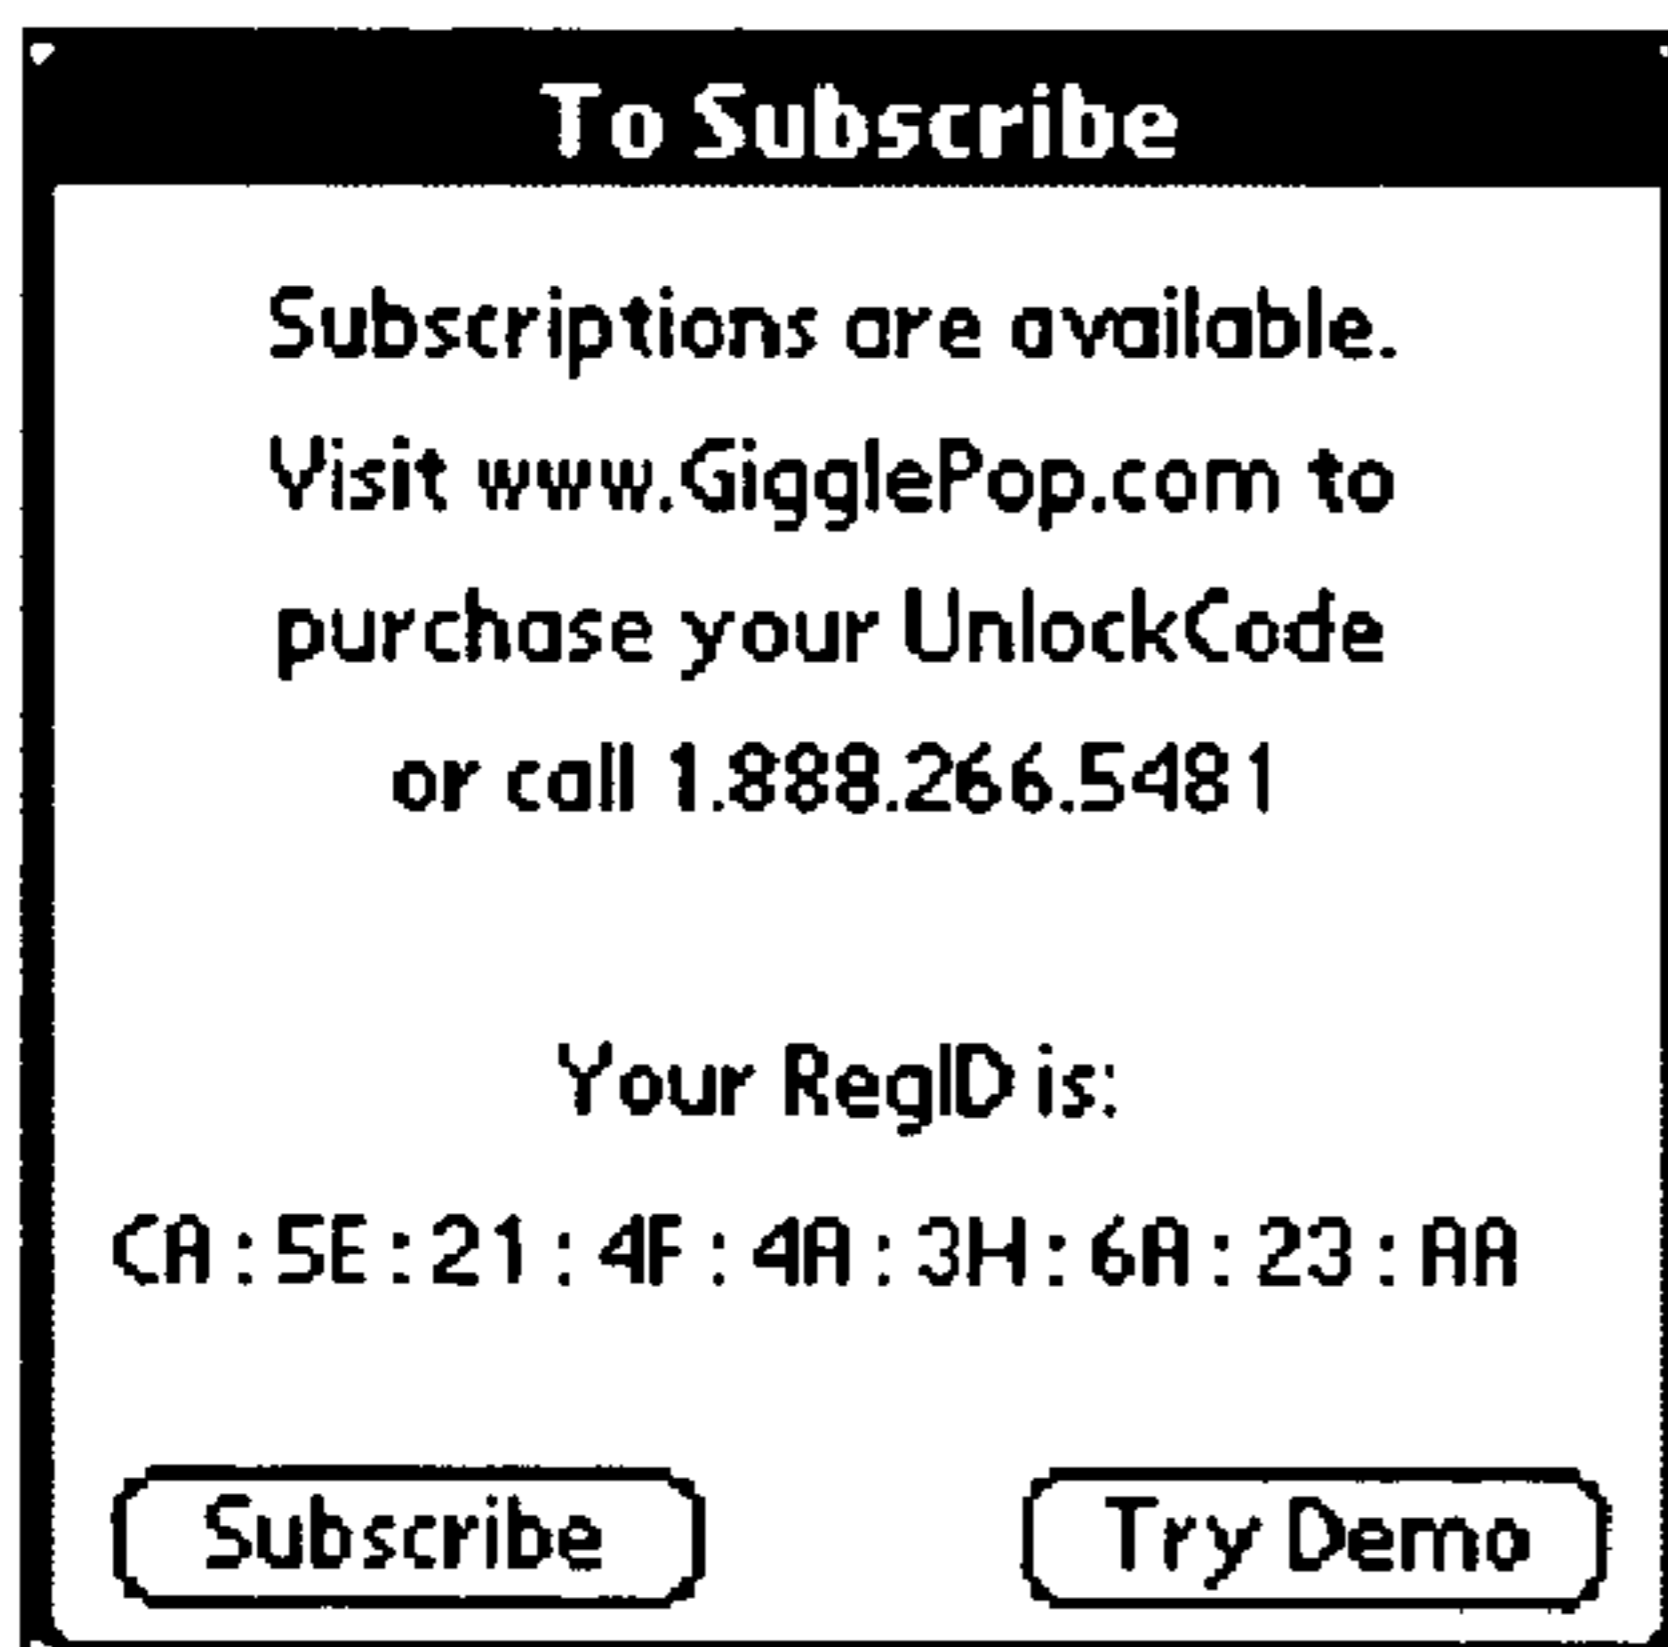 To Subscribe
Subscriptions are available.
Visit www.GigglePop.com to
purchase your UnlockCode
or call 1.888.266.5481
Your RegID is:
CA:5E:21:4F:4A:3H:6A:23:AA
Subscribe
Try Demo